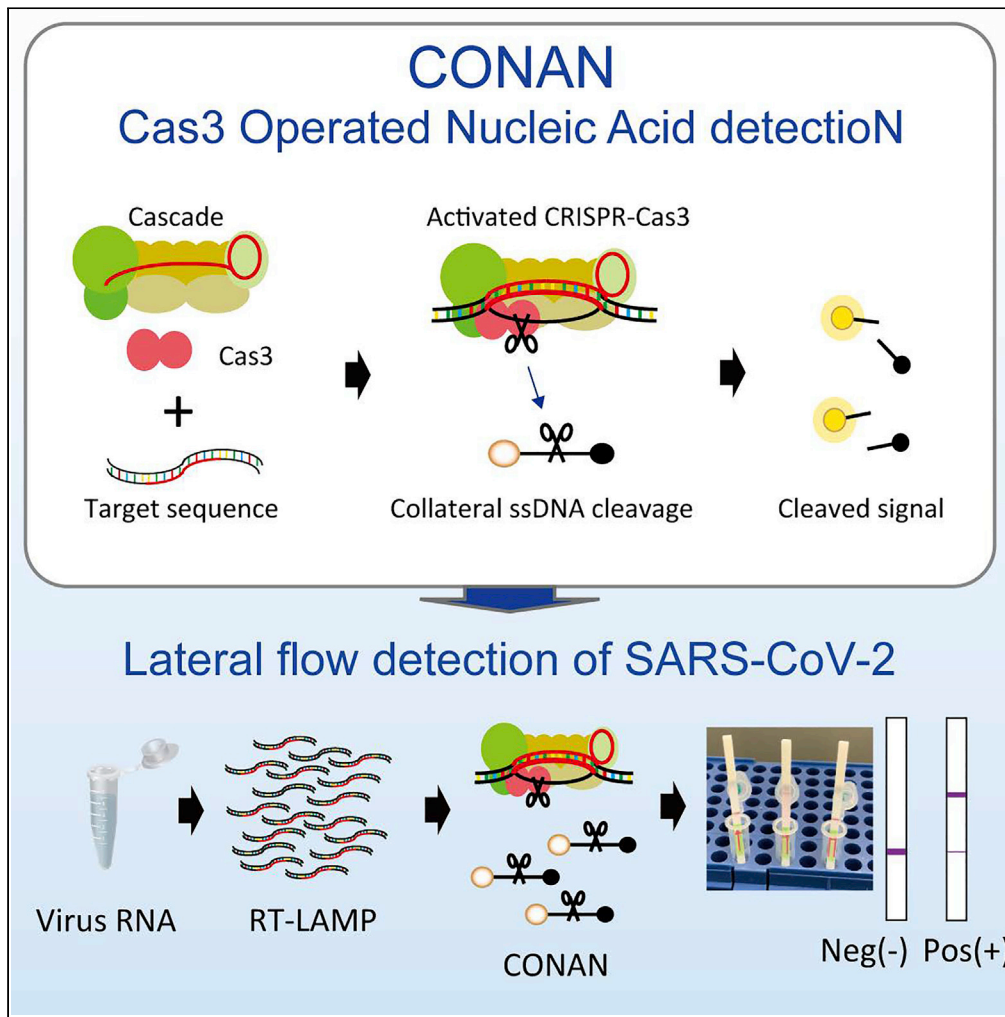 CONAN
Cas3 Operated Nucleic Acid detectioN
Cascade
Activated CRISPR-Cas3
Cas3
+
Target sequence
Collateral ssDNA cleavage
Cleaved signal
Lateral flow detection of SARS-CoV-2
Virus RNA
RT-LAMP
CONAN
Neg(-)
Pos(+)